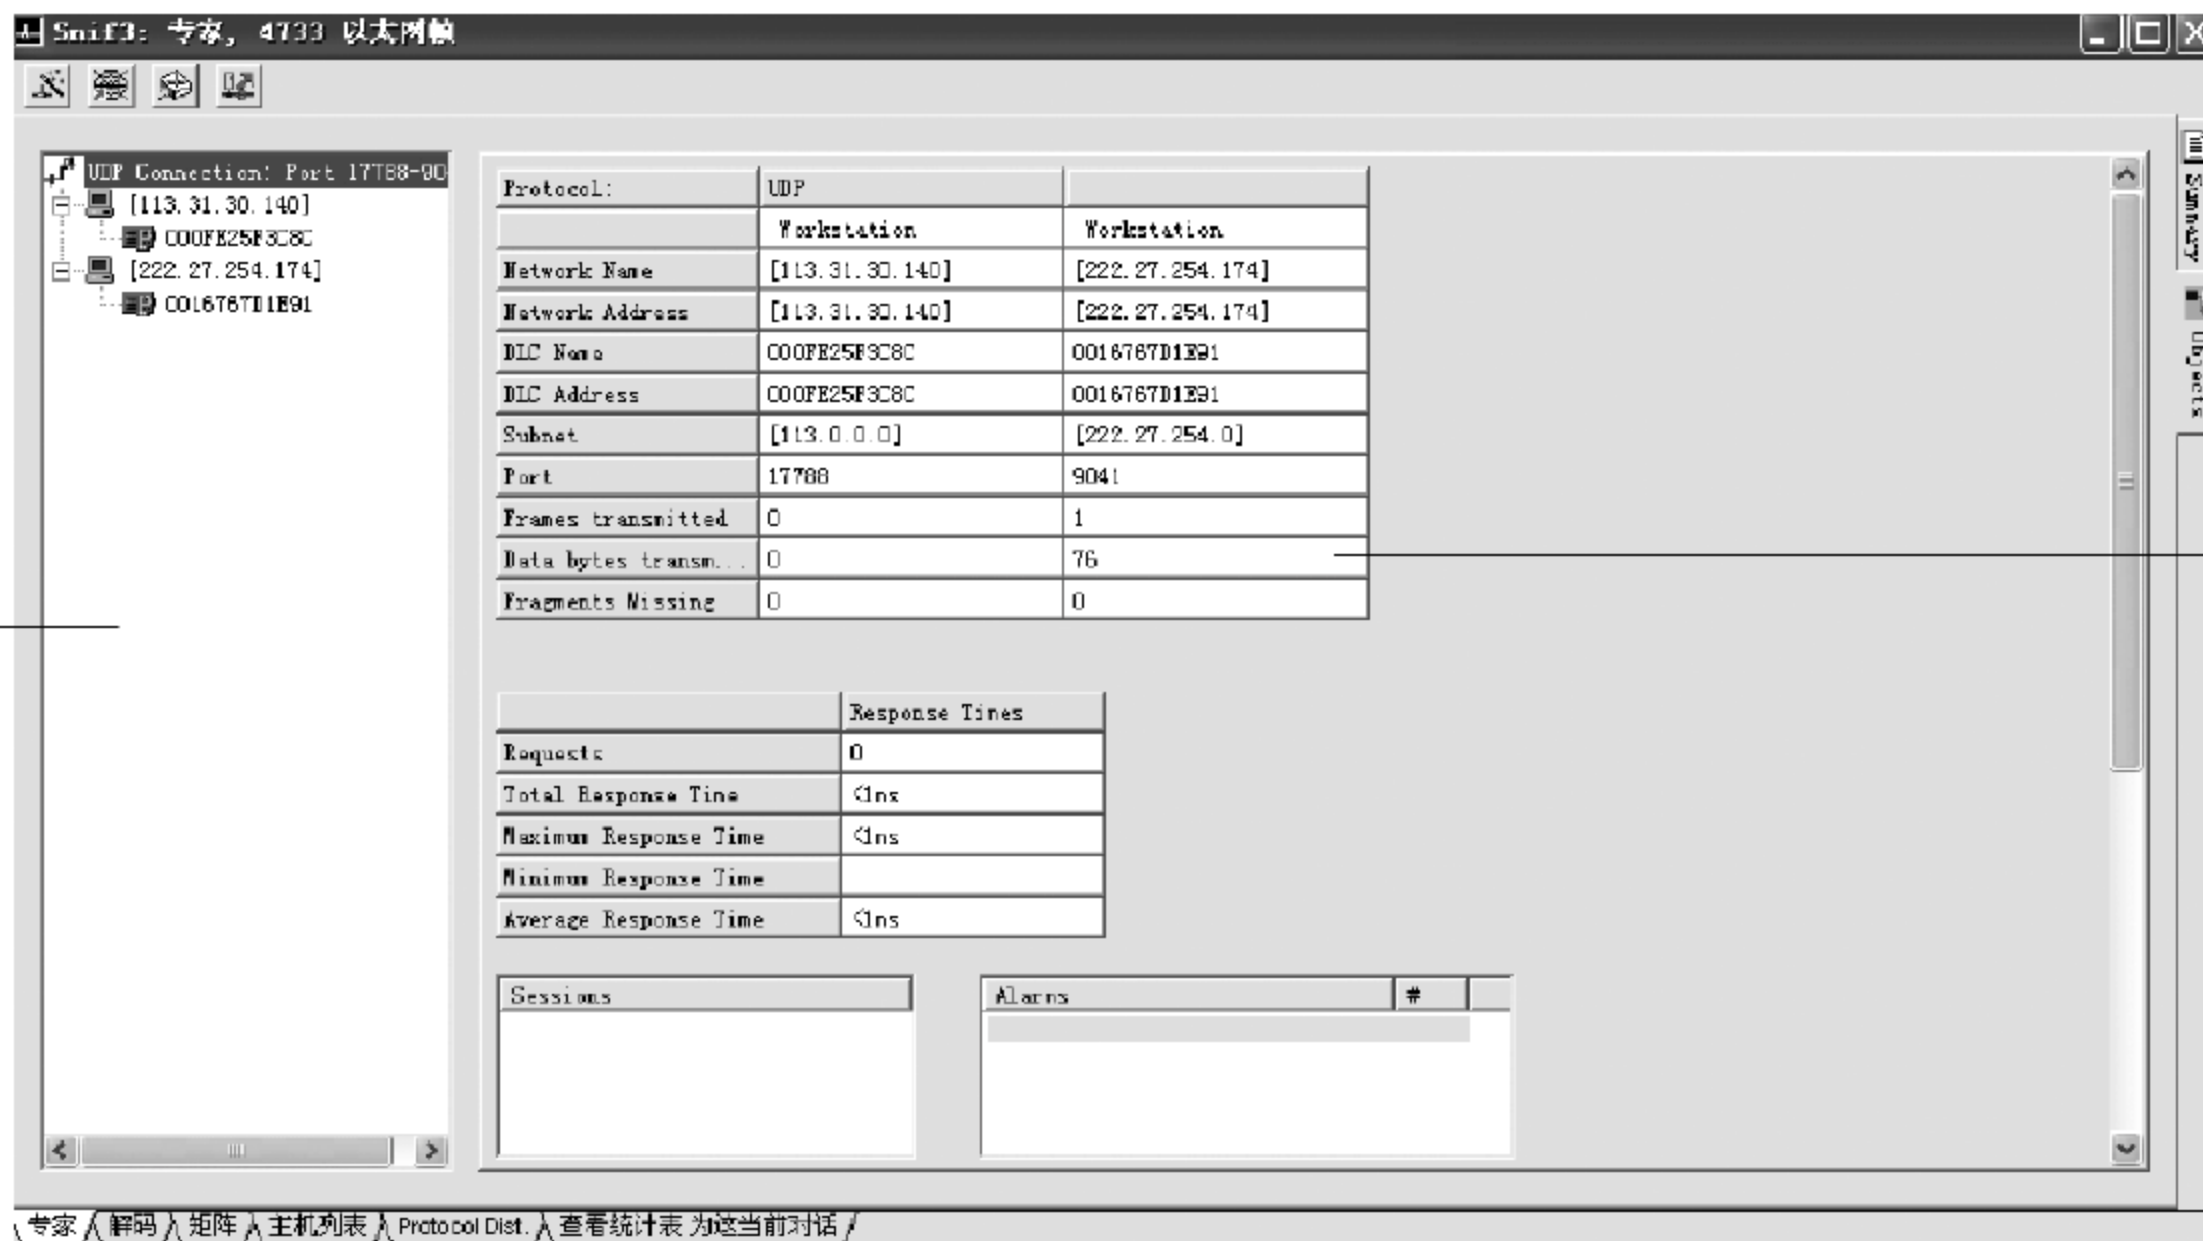 Snif3: 专家, 4733 以太网帧
UDP Connection: Port 17788-90
[113.31.30.140]
000FE25F3C8C
[222.27.254.174]
0016767D1E91
Protocol: UDP
Workstation Workstation
Network Name [113.31.30.140] [222.27.254.174]
Network Address [113.31.30.140] [222.27.254.174]
DLC Name 000FE25F3C8C 0016767D1E91
DLC Address 000FE25F3C8C 0016767D1E91
Subnet [113.0.0.0] [222.27.254.0]
Port 17788 9041
Frames transmitted 0 1
Data bytes transm... 0 76
Fragments Missing 0 0
Response Times
Requests 0
Total Response Time <1ms
Maximum Response Time <1ms
Minimum Response Time
Average Response Time <1ms
Sessions
Alarms #
Summary
Objects
专家 解码 矩阵 主机列表 Protocol Dist. 查看统计表 为这当前对话